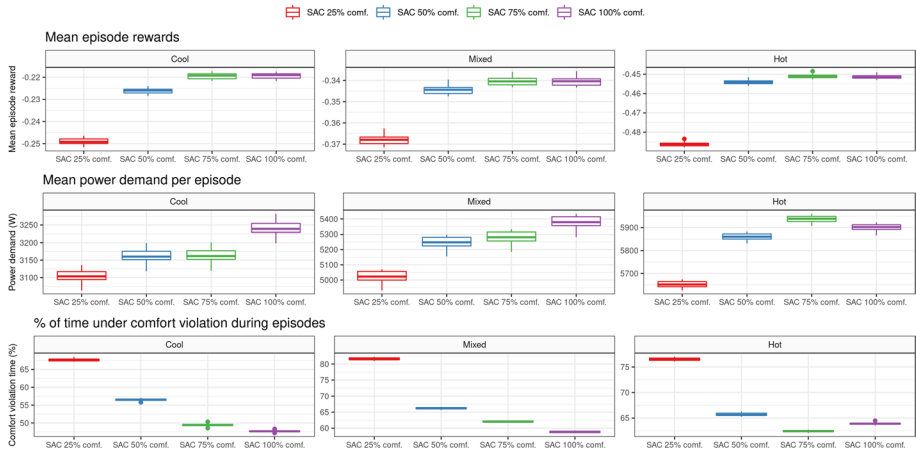 SAC 25% comf. SAC 50% comf. SAC 75% comf. SAC 100% comf.
Mean episode rewards
Cool Mixed Hot
Mean episode reward
-0.22 -0.23 -0.24 -0.25
-0.34 -0.35 -0.36 -0.37
-0.45 -0.46 -0.47 -0.48
SAC 25% comf. SAC 50% comf. SAC 75% comf. SAC 100% comf. SAC 25% comf. SAC 50% comf. SAC 75% comf. SAC 100% comf. SAC 25% comf. SAC 50% comf. SAC 75% comf. SAC 100% comf.
Mean power demand per episode
Cool Mixed Hot
Power demand (W)
3250 3200 3150 3100
5400 5300 5200 5100 5000
5900 5800 5700
SAC 25% comf. SAC 50% comf. SAC 75% comf. SAC 100% comf. SAC 25% comf. SAC 50% comf. SAC 75% comf. SAC 100% comf. SAC 25% comf. SAC 50% comf. SAC 75% comf. SAC 100% comf.
% of time under comfort violation during episodes
Cool Mixed Hot
Comfort violation time (%)
65 60 55 50
80 75 70 65 60
75 70 65
SAC 25% comf. SAC 50% comf. SAC 75% comf. SAC 100% comf. SAC 25% comf. SAC 50% comf. SAC 75% comf. SAC 100% comf. SAC 25% comf. SAC 50% comf. SAC 75% comf. SAC 100% comf.